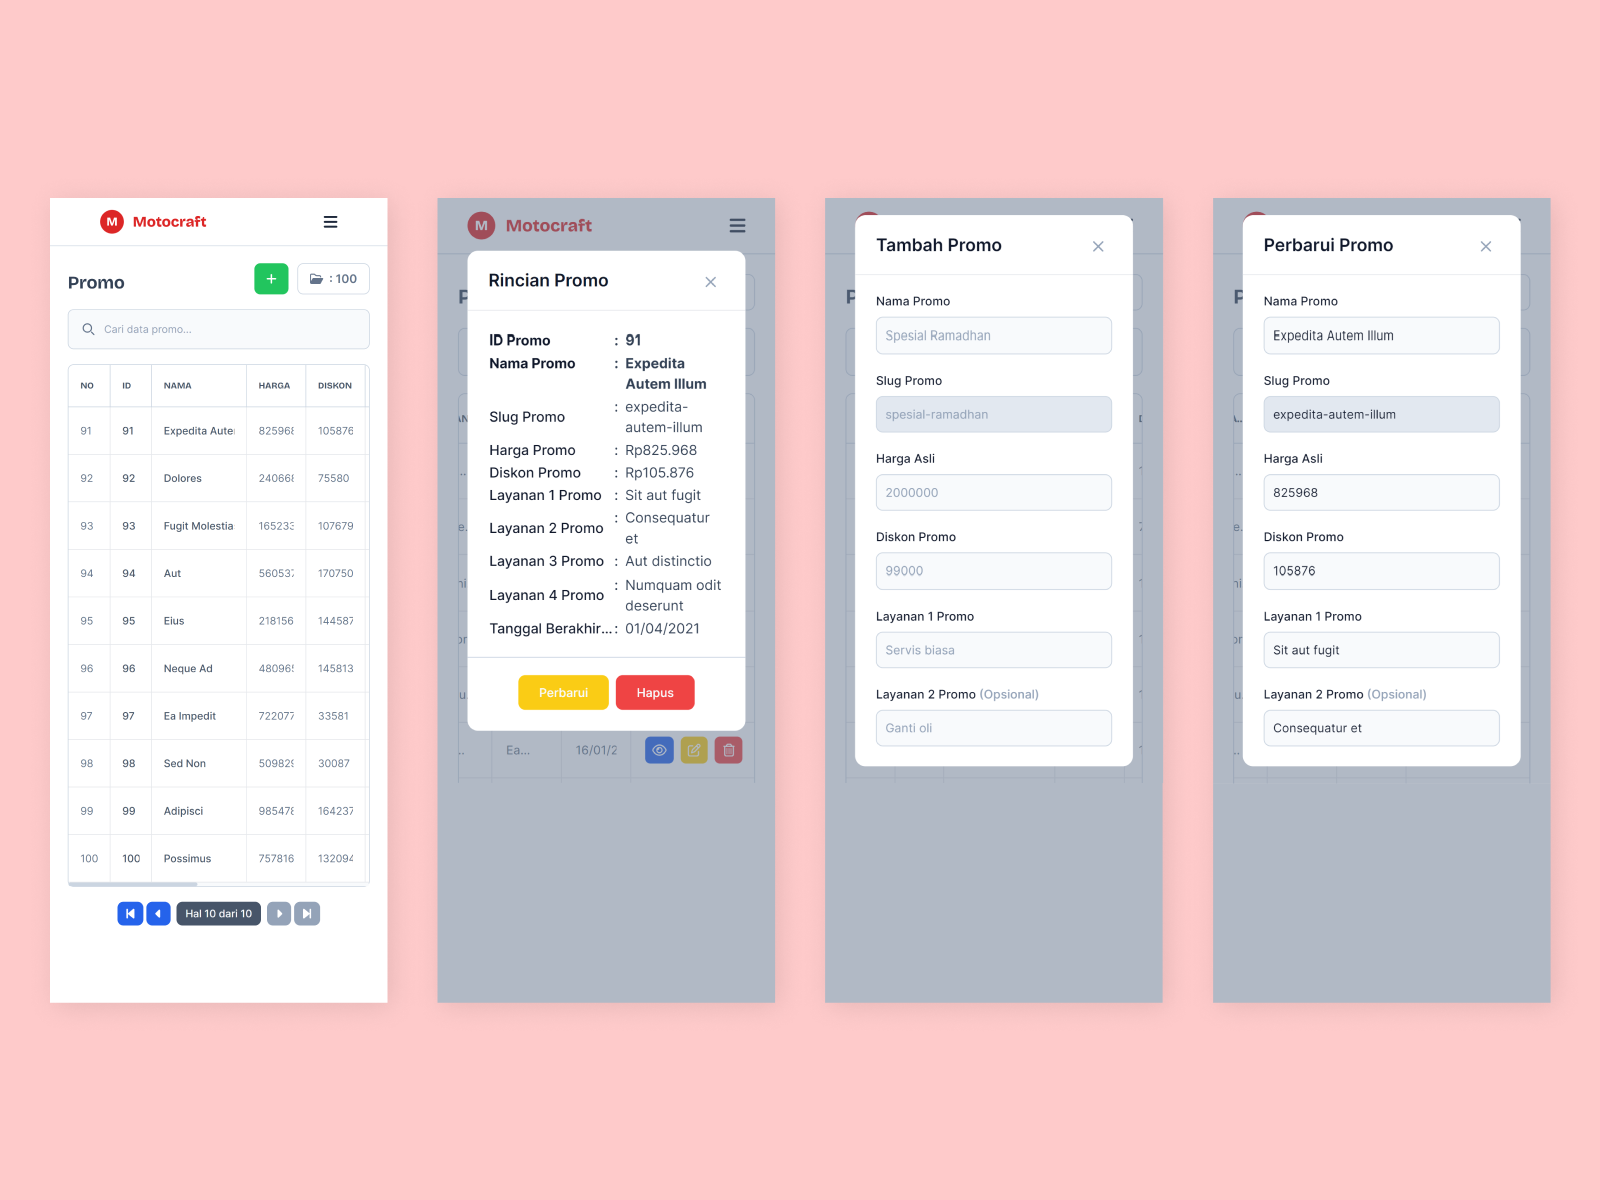 M Motocraft
Promo
+
: 100
Cari data promo...
NO ID NAMA HARGA DISKON
91 91 Expedita Aute 825968 105876
92 92 Dolores 240668 75580
93 93 Fugit Molestia 165233 107679
94 94 Aut 560537 170750
95 95 Eius 218156 144587
96 96 Neque Ad 480965 145813
97 97 Ea Impedit 722077 33581
98 98 Sed Non 509829 30087
99 99 Adipisci 985478 164237
100 100 Possimus 757816 132094
Hal 10 dari 10
M Motocraft
Rincian Promo
ID Promo : 91
Nama Promo : Expedita
Autem Illum
Slug Promo : expedita-
autem-illum
Harga Promo : Rp825.968
Diskon Promo : Rp105.876
Layanan 1 Promo : Sit aut fugit
Layanan 2 Promo : Consequatur
et
Layanan 3 Promo : Aut distinctio
Layanan 4 Promo : Numquam odit
deserunt
Tanggal Berakhir... : 01/04/2021
Perbarui Hapus
Ea... 16/01/2
Tambah Promo
Nama Promo
Spesial Ramadhan
Slug Promo
spesial-ramadhan
Harga Asli
2000000
Diskon Promo
99000
Layanan 1 Promo
Servis biasa
Layanan 2 Promo (Opsional)
Ganti oli
Perbarui Promo
Nama Promo
Expedita Autem Illum
Slug Promo
expedita-autem-illum
Harga Asli
825968
Diskon Promo
105876
Layanan 1 Promo
Sit aut fugit
Layanan 2 Promo (Opsional)
Consequatur et